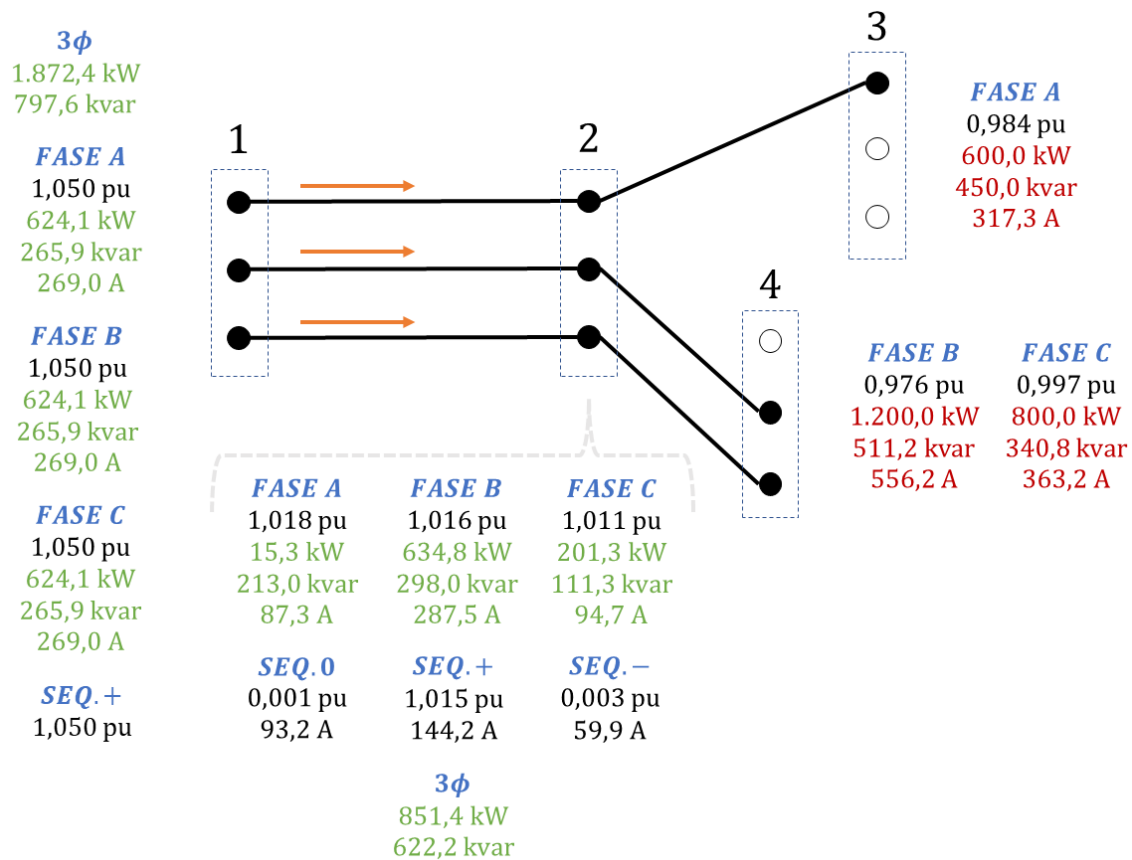 3ϕ
1.872,4 kW
797,6 kvar
FASE A
1,050 pu
624,1 kW
265,9 kvar
269,0 A
FASE B
1,050 pu
624,1 kW
265,9 kvar
269,0 A
FASE C
1,050 pu
624,1 kW
265,9 kvar
269,0 A
SEQ.+
1,050 pu
1
2
3
FASE A
0,984 pu
600,0 kW
450,0 kvar
317,3 A
4
FASE B FASE C
0,976 pu 0,997 pu
1.200,0 kW 800,0 kW
511,2 kvar 340,8 kvar
556,2 A 363,2 A
FASE A FASE B FASE C
1,018 pu 1,016 pu 1,011 pu
15,3 kW 634,8 kW 201,3 kW
213,0 kvar 298,0 kvar 111,3 kvar
87,3 A 287,5 A 94,7 A
SEQ.0 SEQ.+ SEQ.−
0,001 pu 1,015 pu 0,003 pu
93,2 A 144,2 A 59,9 A
3ϕ
851,4 kW
622,2 kvar